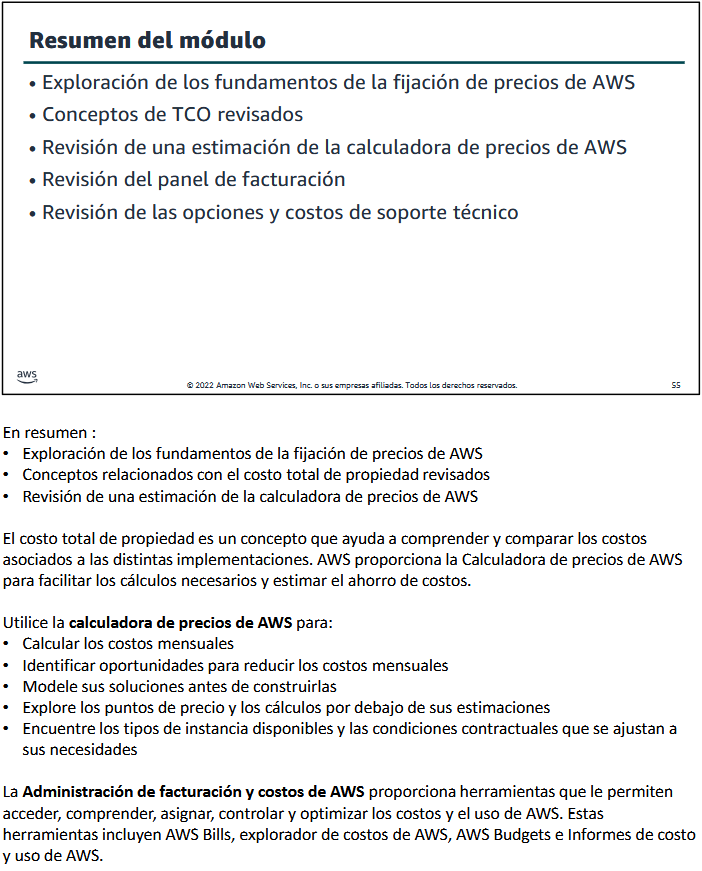 Resumen del módulo
• Exploración de los fundamentos de la fijación de precios de AWS
• Conceptos de TCO revisados
• Revisión de una estimación de la calculadora de precios de AWS
• Revisión del panel de facturación
• Revisión de las opciones y costos de soporte técnico
aws
© 2022 Amazon Web Services, Inc. o sus empresas afiliadas. Todos los derechos reservados.
55
En resumen :
• Exploración de los fundamentos de la fijación de precios de AWS
• Conceptos relacionados con el costo total de propiedad revisados
• Revisión de una estimación de la calculadora de precios de AWS
El costo total de propiedad es un concepto que ayuda a comprender y comparar los costos
asociados a las distintas implementaciones. AWS proporciona la Calculadora de precios de AWS
para facilitar los cálculos necesarios y estimar el ahorro de costos.
Utilice la calculadora de precios de AWS para:
• Calcular los costos mensuales
• Identificar oportunidades para reducir los costos mensuales
• Modele sus soluciones antes de construirlas
• Explore los puntos de precio y los cálculos por debajo de sus estimaciones
• Encuentre los tipos de instancia disponibles y las condiciones contractuales que se ajustan a
sus necesidades
La Administración de facturación y costos de AWS proporciona herramientas que le permiten
acceder, comprender, asignar, controlar y optimizar los costos y el uso de AWS. Estas
herramientas incluyen AWS Bills, explorador de costos de AWS, AWS Budgets e Informes de costo
y uso de AWS.